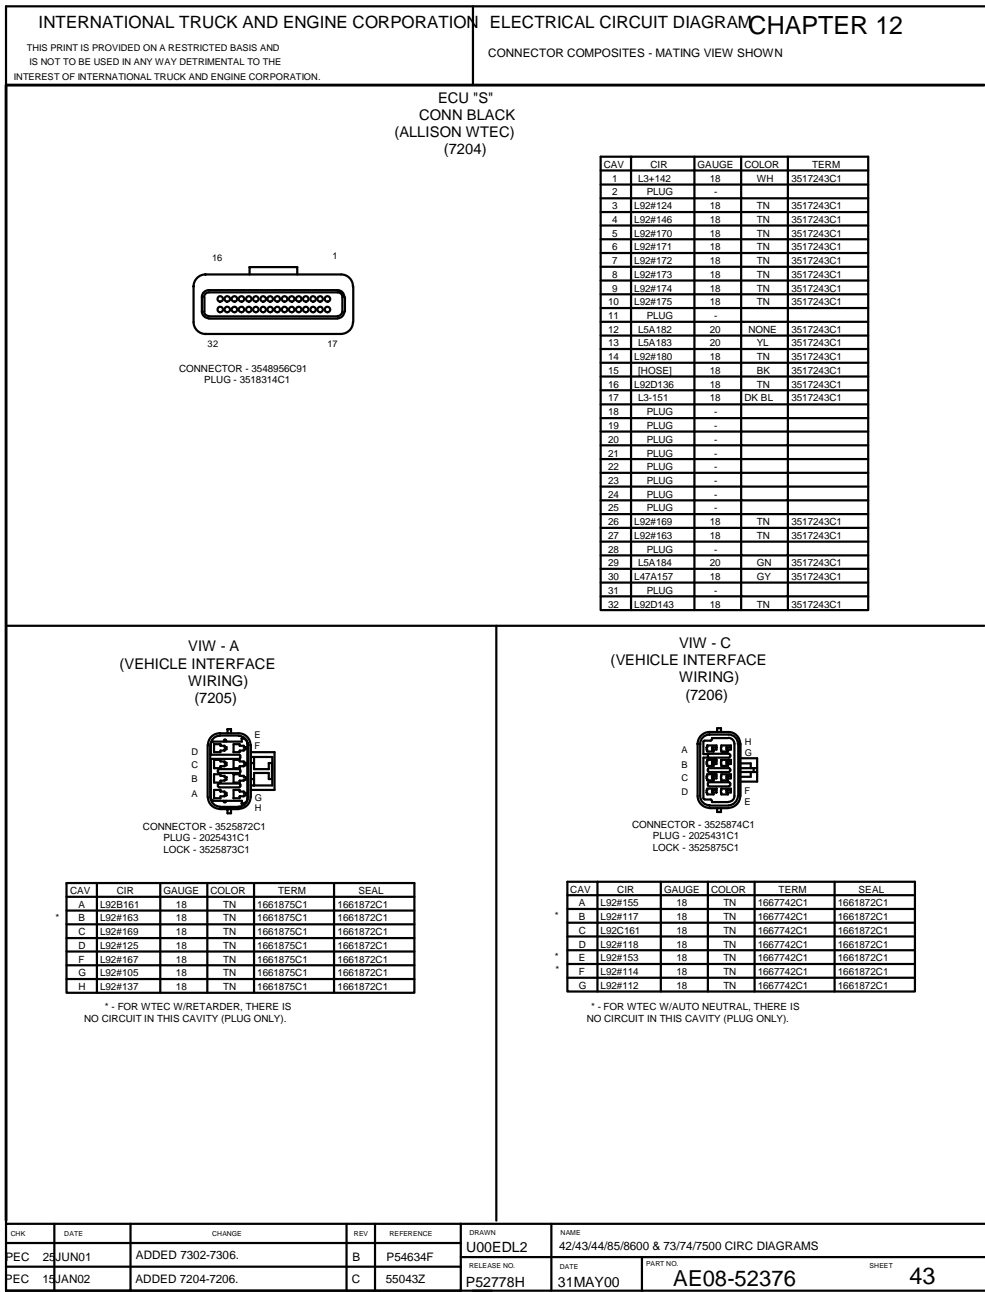 INTERNATIONAL TRUCK AND ENGINE CORPORATION
THIS PRINT IS PROVIDED ON A RESTRICTED BASIS AND
IS NOT TO BE USED IN ANY WAY DETRIMENTAL TO THE
INTEREST OF INTERNATIONAL TRUCK AND ENGINE CORPORATION.
ELECTRICAL CIRCUIT DIAGRAM CHAPTER 12
CONNECTOR COMPOSITES - MATING VIEW SHOWN
ECU "S"
CONN BLACK
(ALLISON WTEC)
(7204)
16 1
32 17
CONNECTOR - 3548956C91
PLUG - 3518314C1
CAV CIR GAUGE COLOR TERM
1 L3+142 18 WH 3517243C1
2 PLUG -
3 L92#124 18 TN 3517243C1
4 L92#146 18 TN 3517243C1
5 L92#170 18 TN 3517243C1
6 L92#171 18 TN 3517243C1
7 L92#172 18 TN 3517243C1
8 L92#173 18 TN 3517243C1
9 L92#174 18 TN 3517243C1
10 L92#175 18 TN 3517243C1
11 PLUG -
12 L5A182 20 NONE 3517243C1
13 L5A183 20 YL 3517243C1
14 L92#180 18 TN 3517243C1
15 [HOSE] 18 BK 3517243C1
16 L92D136 18 TN 3517243C1
17 L3-151 18 DK BL 3517243C1
18 PLUG -
19 PLUG -
20 PLUG -
21 PLUG -
22 PLUG -
23 PLUG -
24 PLUG -
25 PLUG -
26 L92#169 18 TN 3517243C1
27 L92#163 18 TN 3517243C1
28 PLUG -
29 L5A184 20 GN 3517243C1
30 L47A157 18 GY 3517243C1
31 PLUG -
32 L92D143 18 TN 3517243C1
VIW - A
(VEHICLE INTERFACE
WIRING)
(7205)
E
D F
C
B
A G
H
CONNECTOR - 3525872C1
PLUG - 2025431C1
LOCK - 3525873C1
CAV CIR GAUGE COLOR TERM SEAL
A L92B161 18 TN 1661875C1 1661872C1
* B L92#163 18 TN 1661875C1 1661872C1
C L92#169 18 TN 1661875C1 1661872C1
D L92#125 18 TN 1661875C1 1661872C1
F L92#167 18 TN 1661875C1 1661872C1
G L92#105 18 TN 1661875C1 1661872C1
H L92#137 18 TN 1661875C1 1661872C1
* - FOR WTEC W/RETARDER, THERE IS
NO CIRCUIT IN THIS CAVITY (PLUG ONLY).
VIW - C
(VEHICLE INTERFACE
WIRING)
(7206)
H
A G
B
C
D F
E
CONNECTOR - 3525874C1
PLUG - 2025431C1
LOCK - 3525875C1
CAV CIR GAUGE COLOR TERM SEAL
A L92#155 18 TN 1667742C1 1661872C1
* B L92#117 18 TN 1667742C1 1661872C1
C L92C161 18 TN 1667742C1 1661872C1
D L92#118 18 TN 1667742C1 1661872C1
* E L92#153 18 TN 1667742C1 1661872C1
* F L92#114 18 TN 1667742C1 1661872C1
G L92#112 18 TN 1667742C1 1661872C1
* - FOR WTEC W/AUTO NEUTRAL, THERE IS
NO CIRCUIT IN THIS CAVITY (PLUG ONLY).
CHK DATE CHANGE REV REFERENCE
PEC 25JUN01 ADDED 7302-7306. B P54634F
PEC 15JAN02 ADDED 7204-7206. C 55043Z
DRAWN
U00EDL2
NAME
42/43/44/85/8600 & 73/74/7500 CIRC DIAGRAMS
RELEASE NO.
P52778H
DATE
31MAY00
PART NO.
AE08-52376
SHEET
43